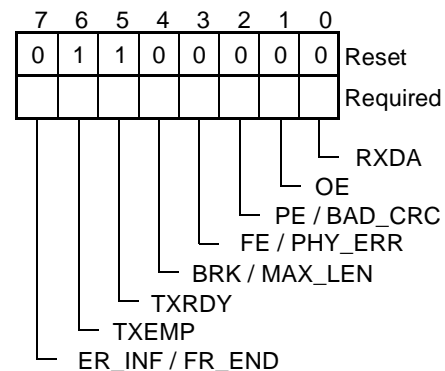 7 6 5 4 3 2 1 0
0 1 1 0 0 0 0 0 Reset
Required
RXDA
OE
PE / BAD_CRC
FE / PHY_ERR
BRK / MAX_LEN
TXRDY
TXEMP
ER_INF / FR_END